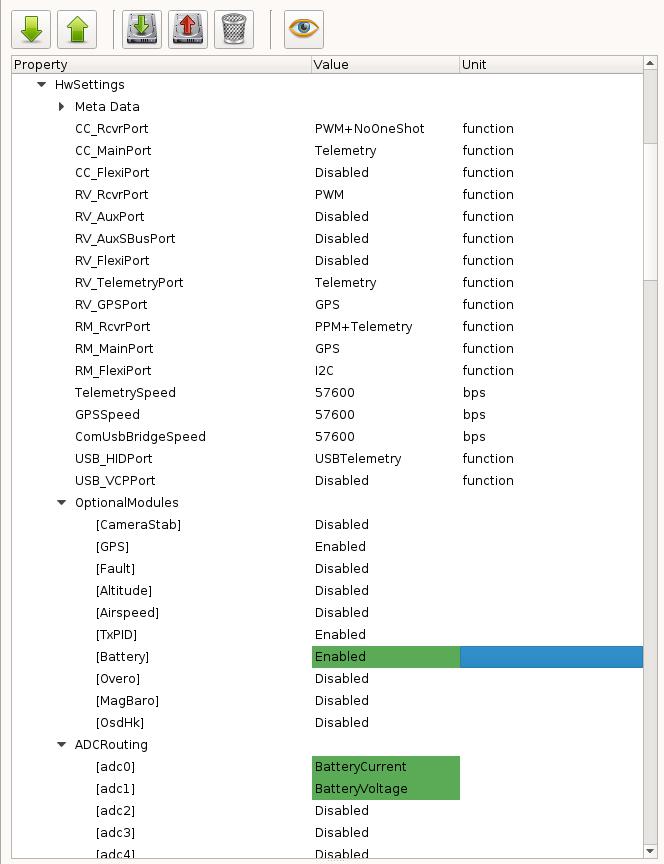 Property Value Unit
HwSettings
Meta Data
CC_RcvrPort PWM+NoOneShot function
CC_MainPort Telemetry function
CC_FlexiPort Disabled function
RV_RcvrPort PWM function
RV_AuxPort Disabled function
RV_AuxSBusPort Disabled function
RV_FlexiPort Disabled function
RV_TelemetryPort Telemetry function
RV_GPSPort GPS function
RM_RcvrPort PPM+Telemetry function
RM_MainPort GPS function
RM_FlexiPort I2C function
TelemetrySpeed 57600 bps
GPSSpeed 57600 bps
ComUsbBridgeSpeed 57600 bps
USB_HIDPort USBTelemetry function
USB_VCPPort Disabled function
OptionalModules
[CameraStab] Disabled
[GPS] Enabled
[Fault] Disabled
[Altitude] Disabled
[Airspeed] Disabled
[TxPID] Enabled
[Battery] Enabled
[Overo] Disabled
[MagBaro] Disabled
[OsdHk] Disabled
ADCRouting
[adc0] BatteryCurrent
[adc1] BatteryVoltage
[adc2] Disabled
[adc3] Disabled
[adc4] Disabled